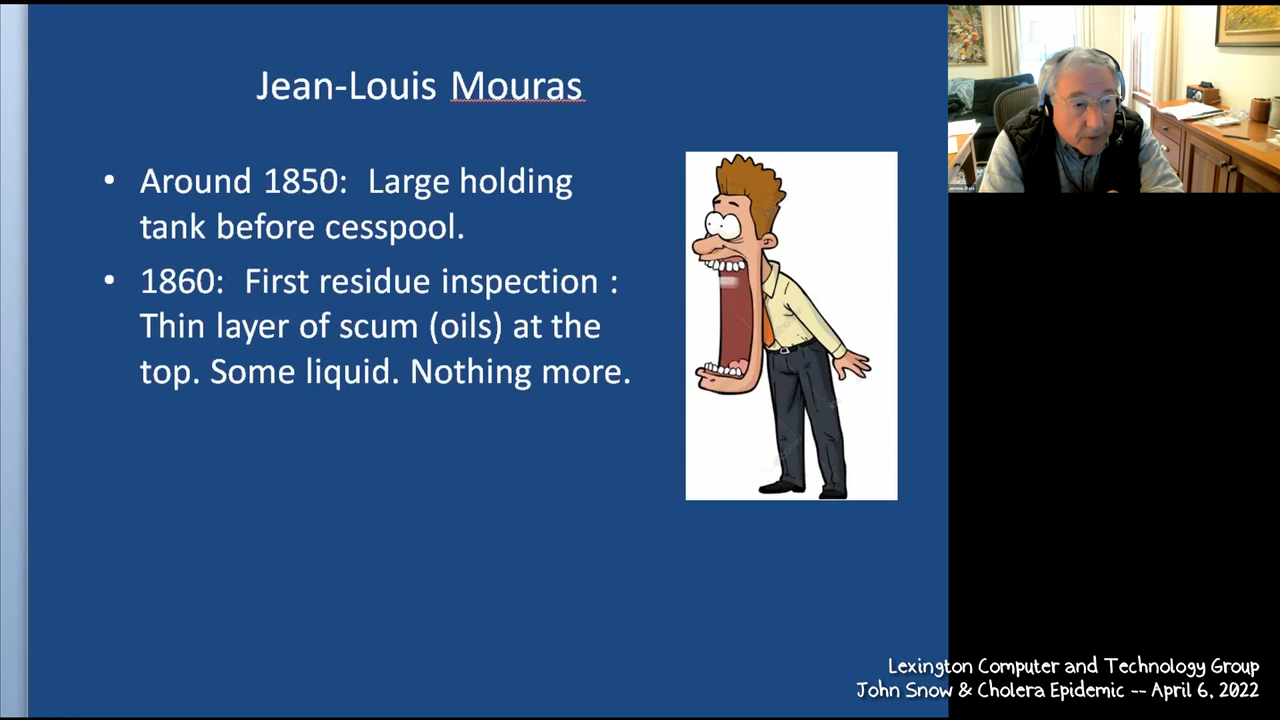 Jean-Louis Mouras
• Around 1850:  Large holding
tank before cesspool.
• 1860:  First residue inspection :
Thin layer of scum (oils) at the
top. Some liquid. Nothing more.
Lexington Computer and Technology Group
John Snow & Cholera Epidemic -- April 6, 2022